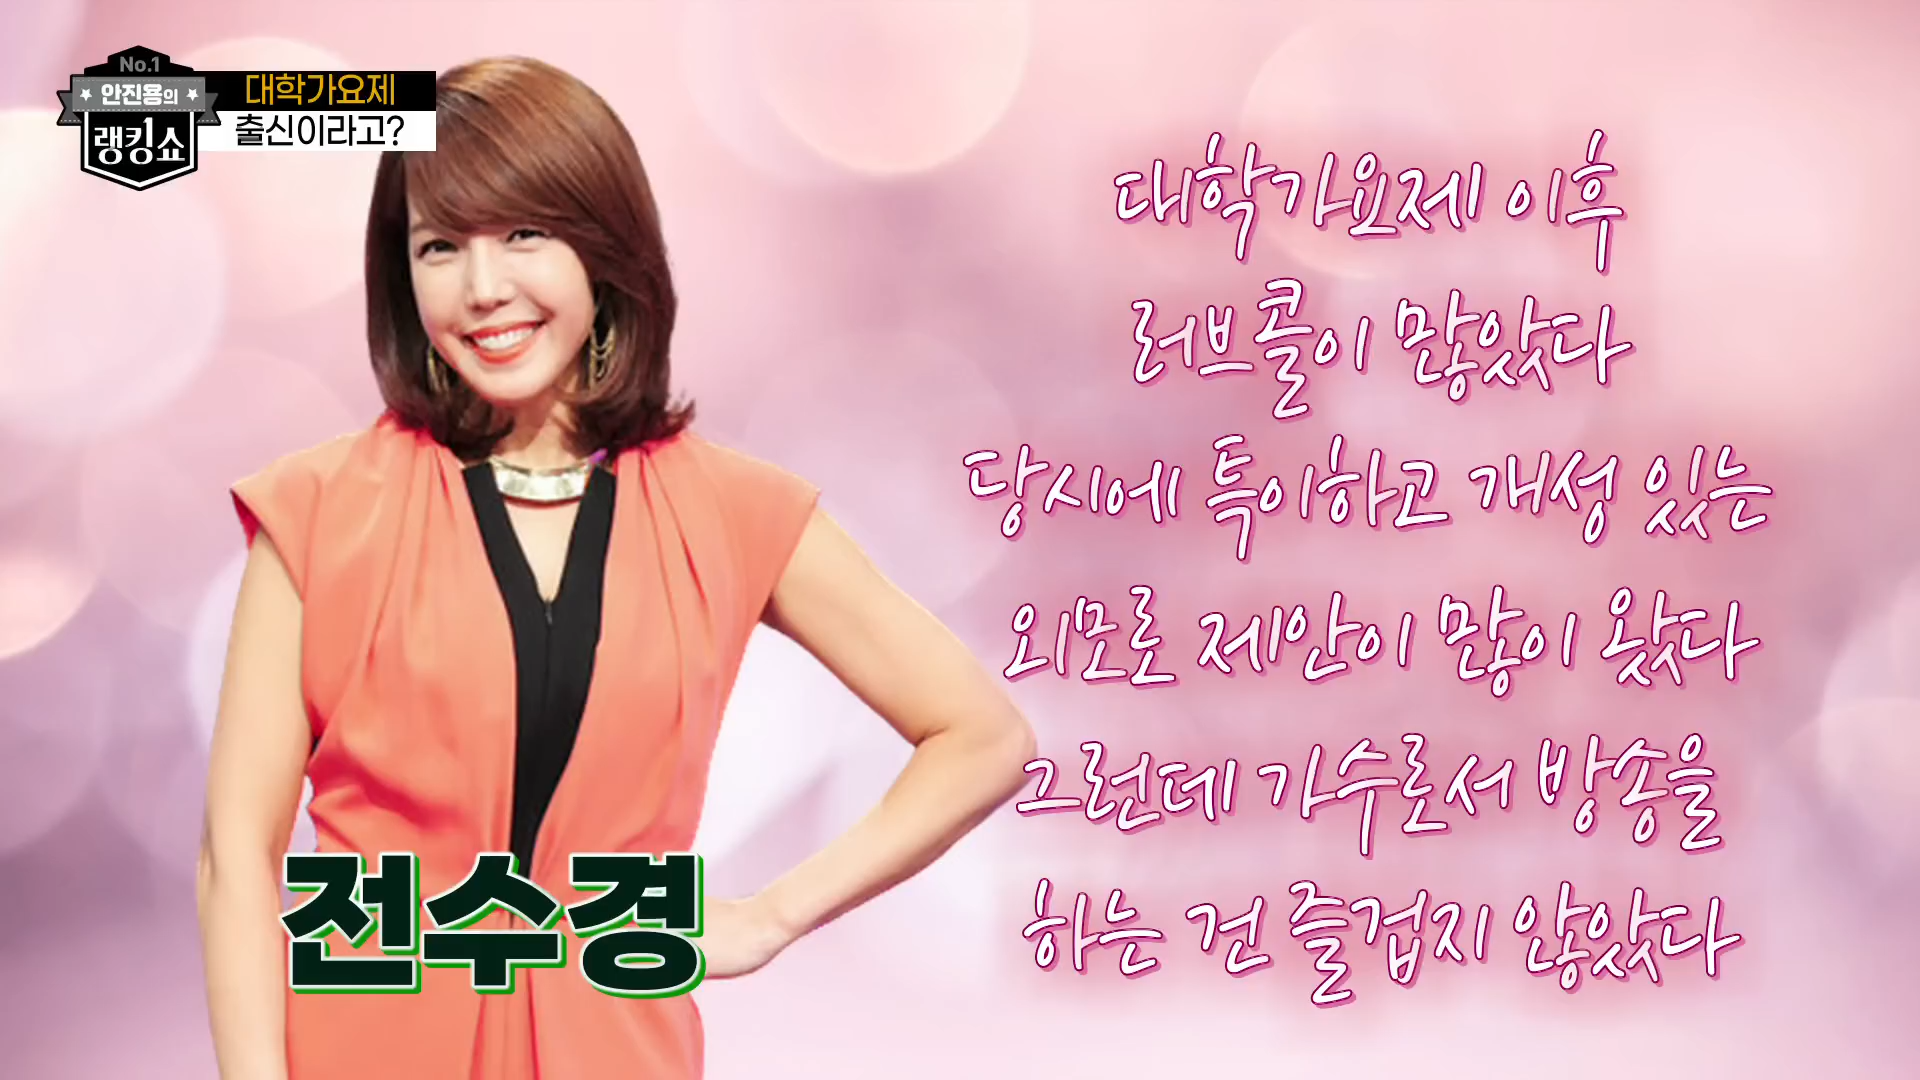 No.1
안진용의
랭킹쇼
대학가요제
출신이라고?
대학가요제 이후
러브콜이 많았다
당시에 특이하고 개성 있는
외모로 제안이 많이 왔다
그런데 가수로서 방송을
하는 건 즐겁지 않았다
전수경